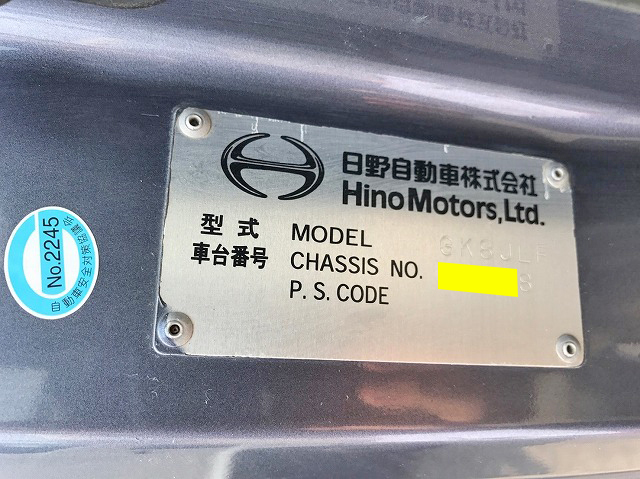 日野自動車株式会社
Hino Motors, Ltd.
型式 MODEL
車台番号 CHASSIS NO. 8
P. S. CODE
No.2245